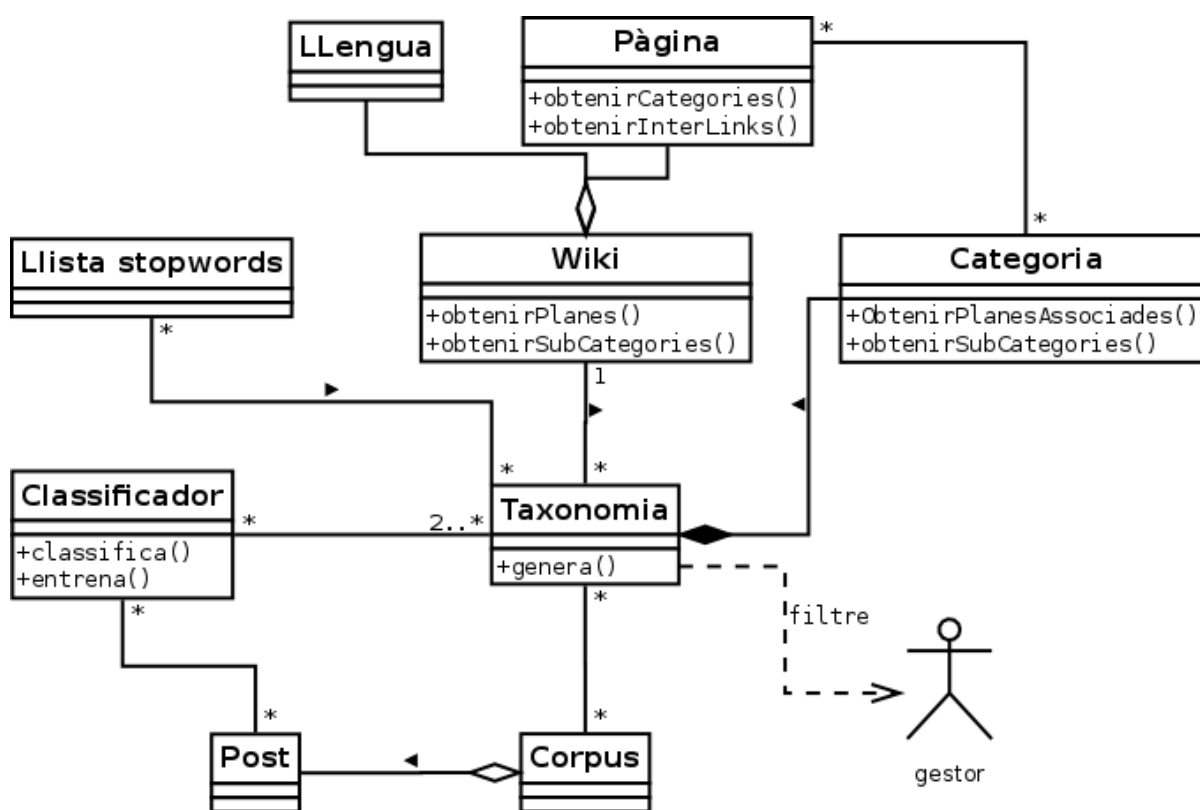 LLengua
Pàgina
+obtenirCategories()
+obtenirInterLinks()
*
*
Llista stopwords
*
Wiki
+obtenirPlanes()
+obtenirSubCategories()
1
*
Categoria
+ObtenirPlanesAssociades()
+obtenirSubCategories()
*
Classificador
+classifica()
+entrena()
*
2..*
*
Taxonomia
+genera()
*
filtre
gestor
*
*
Post
Corpus